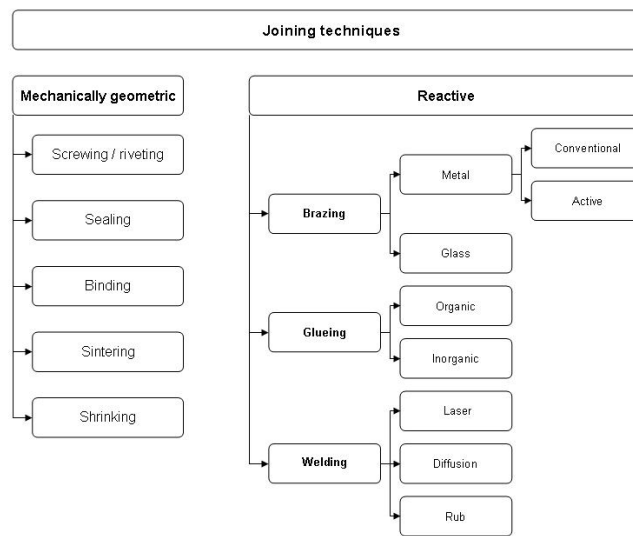 Joining techniques
Mechanically geometric
Screwing / riveting
Sealing
Binding
Sintering
Shrinking
Reactive
Brazing
Metal
Conventional
Active
Glass
Glueing
Organic
Inorganic
Welding
Laser
Diffusion
Rub